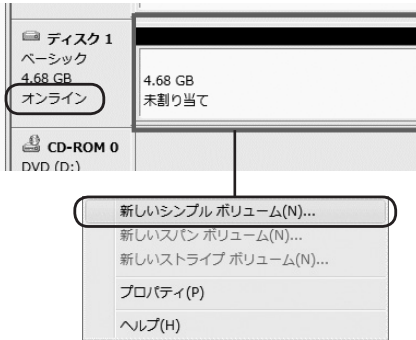 ディスク 1
ベーシック
4.68 GB
オンライン
4.68 GB
未割り当て
CD-ROM 0
DVD (D:)
新しいシンプル ボリューム(N)...
新しいスパン ボリューム(N)...
新しいストライプ ボリューム(N)...
プロパティ(P)
ヘルプ(H)